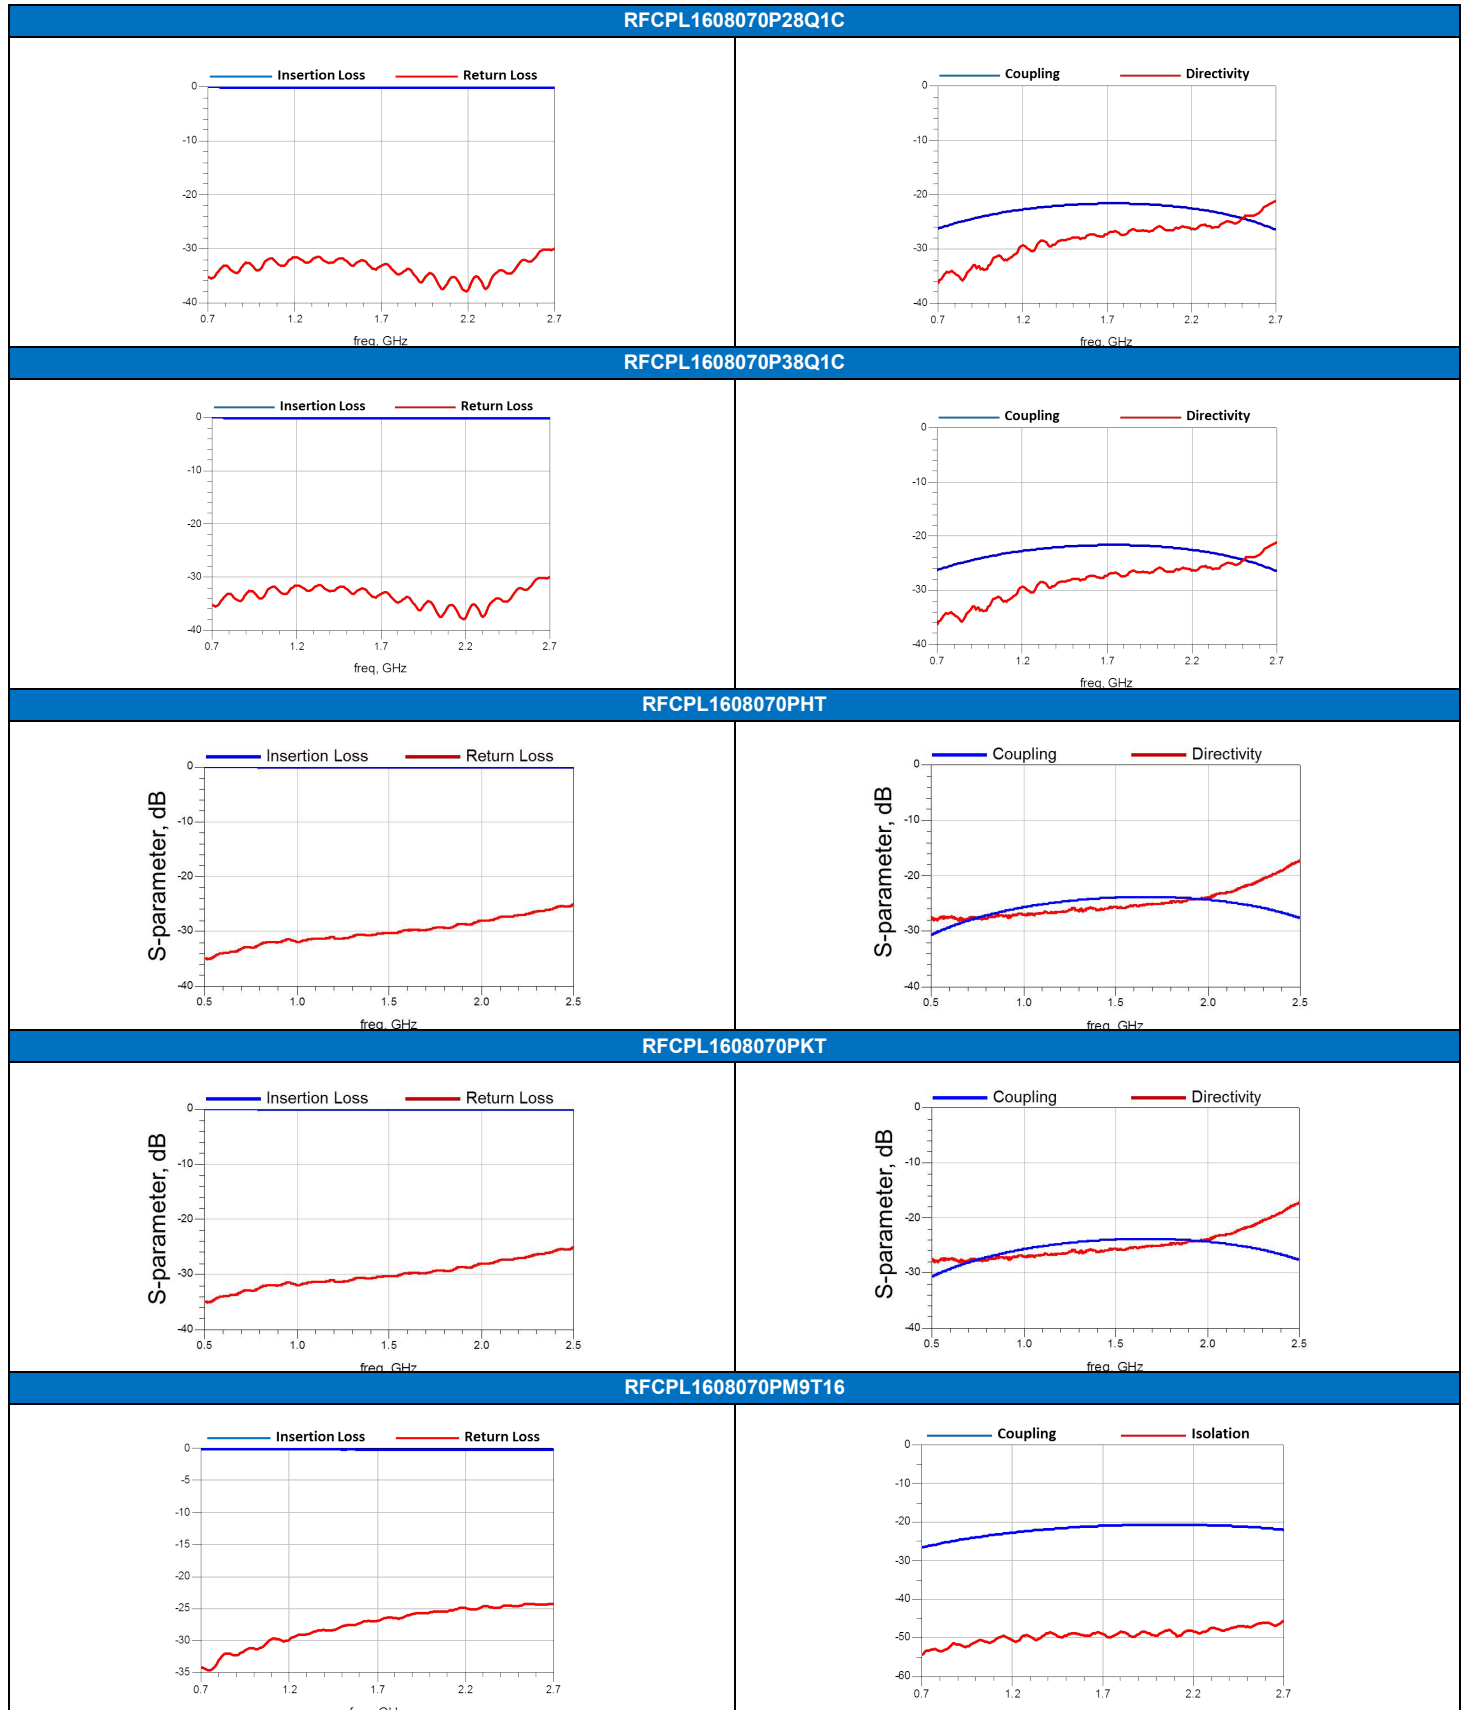 RFCPL1608070P28Q1C
Insertion Loss Return Loss
0
-10
-20
-30
-40
0.7 1.2 1.7 2.2 2.7
freq, GHz
Coupling Directivity
0
-10
-20
-30
-40
0.7 1.2 1.7 2.2 2.7
freq, GHz
RFCPL1608070P38Q1C
Insertion Loss Return Loss
0
-10
-20
-30
-40
0.7 1.2 1.7 2.2 2.7
freq, GHz
Coupling Directivity
0
-10
-20
-30
-40
0.7 1.2 1.7 2.2 2.7
freq, GHz
RFCPL1608070PHT
Insertion Loss Return Loss
S-parameter, dB
0
-10
-20
-30
-40
0.5 1.0 1.5 2.0 2.5
freq, GHz
Coupling Directivity
S-parameter, dB
0
-10
-20
-30
-40
0.5 1.0 1.5 2.0 2.5
freq, GHz
RFCPL1608070PKT
Insertion Loss Return Loss
S-parameter, dB
0
-10
-20
-30
-40
0.5 1.0 1.5 2.0 2.5
freq, GHz
Coupling Directivity
S-parameter, dB
0
-10
-20
-30
-40
0.5 1.0 1.5 2.0 2.5
freq, GHz
RFCPL1608070PM9T16
Insertion Loss Return Loss
0
-5
-10
-15
-20
-25
-30
-35
0.7 1.2 1.7 2.2 2.7
Coupling Isolation
0
-10
-20
-30
-40
-50
-60
0.7 1.2 1.7 2.2 2.7